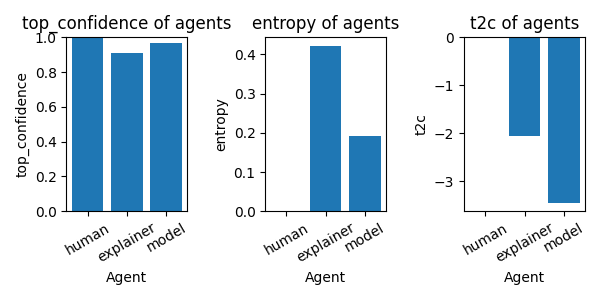 top_confidence of agents
top_confidence
1.0
0.8
0.6
0.4
0.2
0.0
human
explainer
model
Agent
entropy of agents
entropy
0.4
0.3
0.2
0.1
0.0
human
explainer
model
Agent
t2c of agents
t2c
0
−1
−2
−3
human
explainer
model
Agent